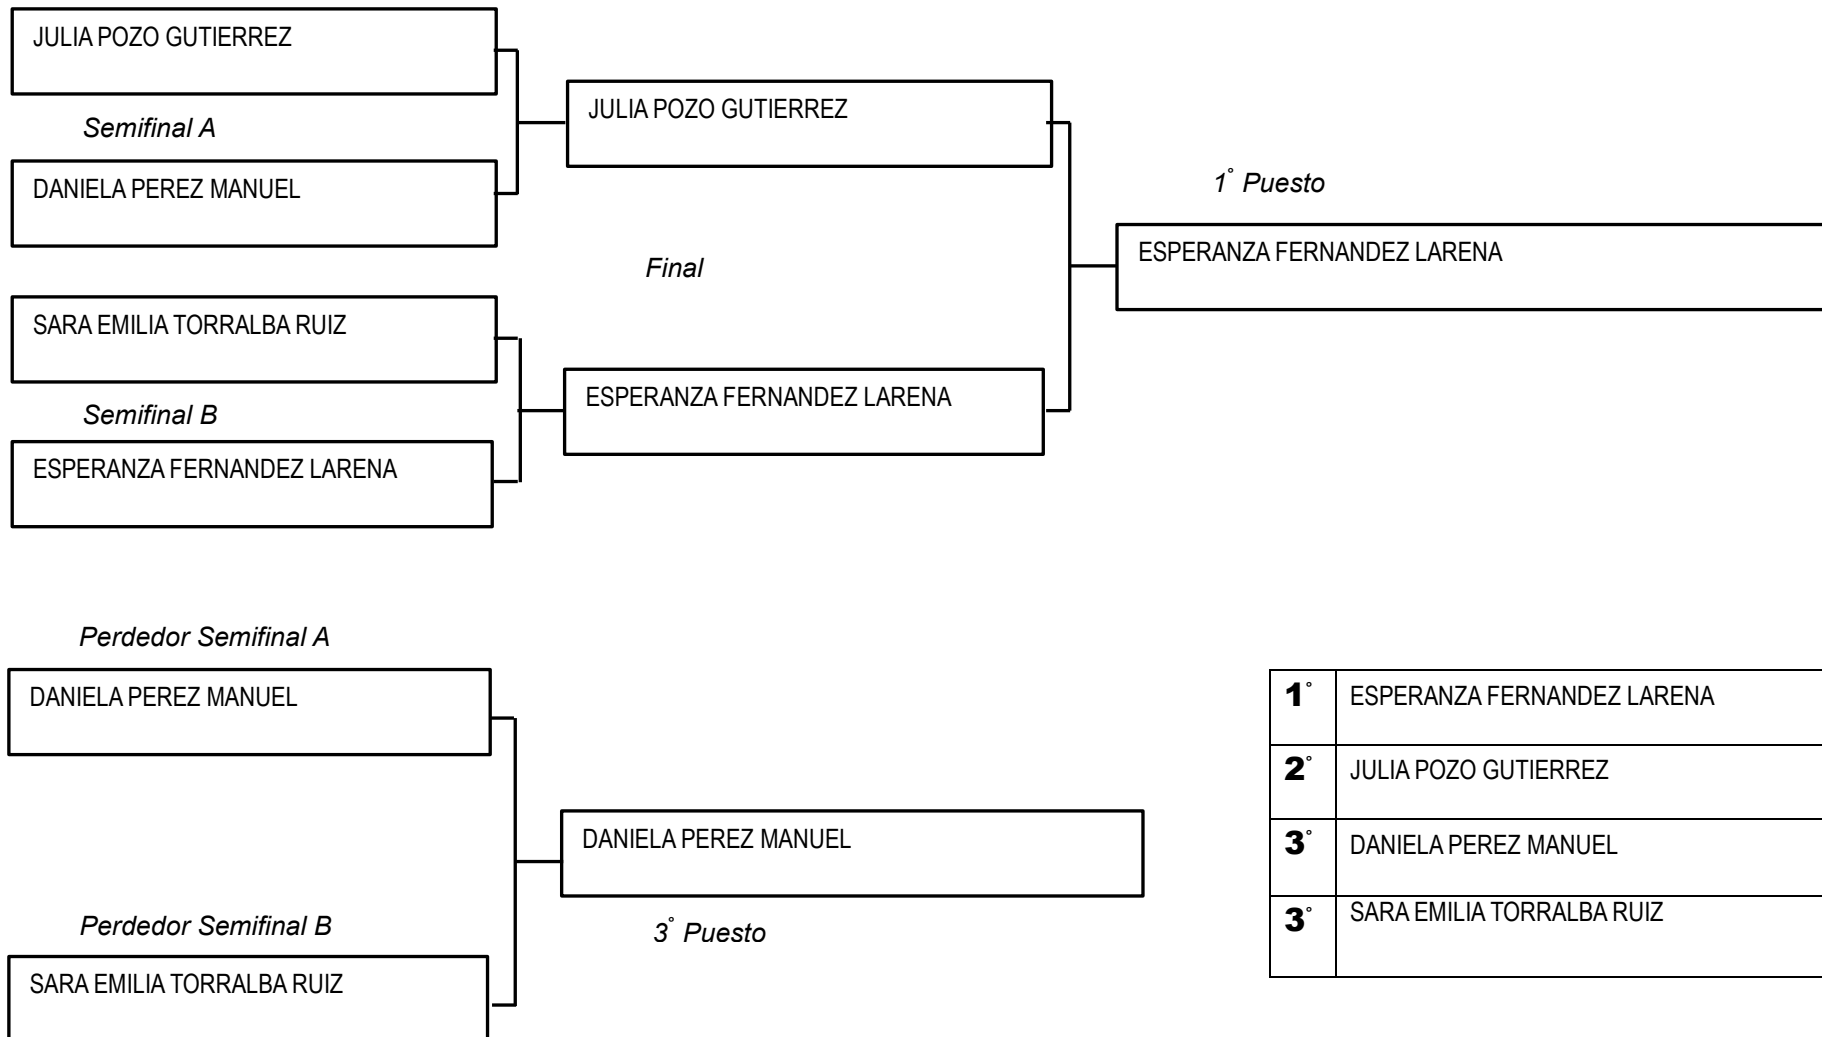 JULIA POZO GUTIERREZ
Semifinal A
DANIELA PEREZ MANUEL
JULIA POZO GUTIERREZ
1° Puesto
ESPERANZA FERNANDEZ LARENA
Final
SARA EMILIA TORRALBA RUIZ
Semifinal B
ESPERANZA FERNANDEZ LARENA
ESPERANZA FERNANDEZ LARENA
Perdedor Semifinal A
DANIELA PEREZ MANUEL
DANIELA PEREZ MANUEL
3° Puesto
Perdedor Semifinal B
SARA EMILIA TORRALBA RUIZ
1° ESPERANZA FERNANDEZ LARENA
2° JULIA POZO GUTIERREZ
3° DANIELA PEREZ MANUEL
3° SARA EMILIA TORRALBA RUIZ